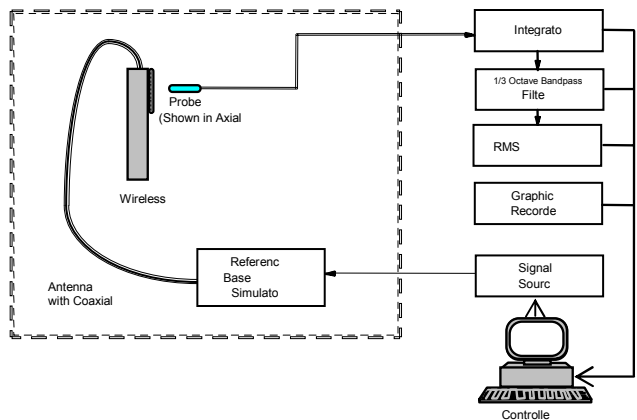 Integrato
1/3 Octave Bandpass
Filte
RMS
Graphic
Recorde
Probe
(Shown in Axial
Wireless
Antenna
with Coaxial
Referenc
Base
Simulato
Signal
Sourc
Controlle